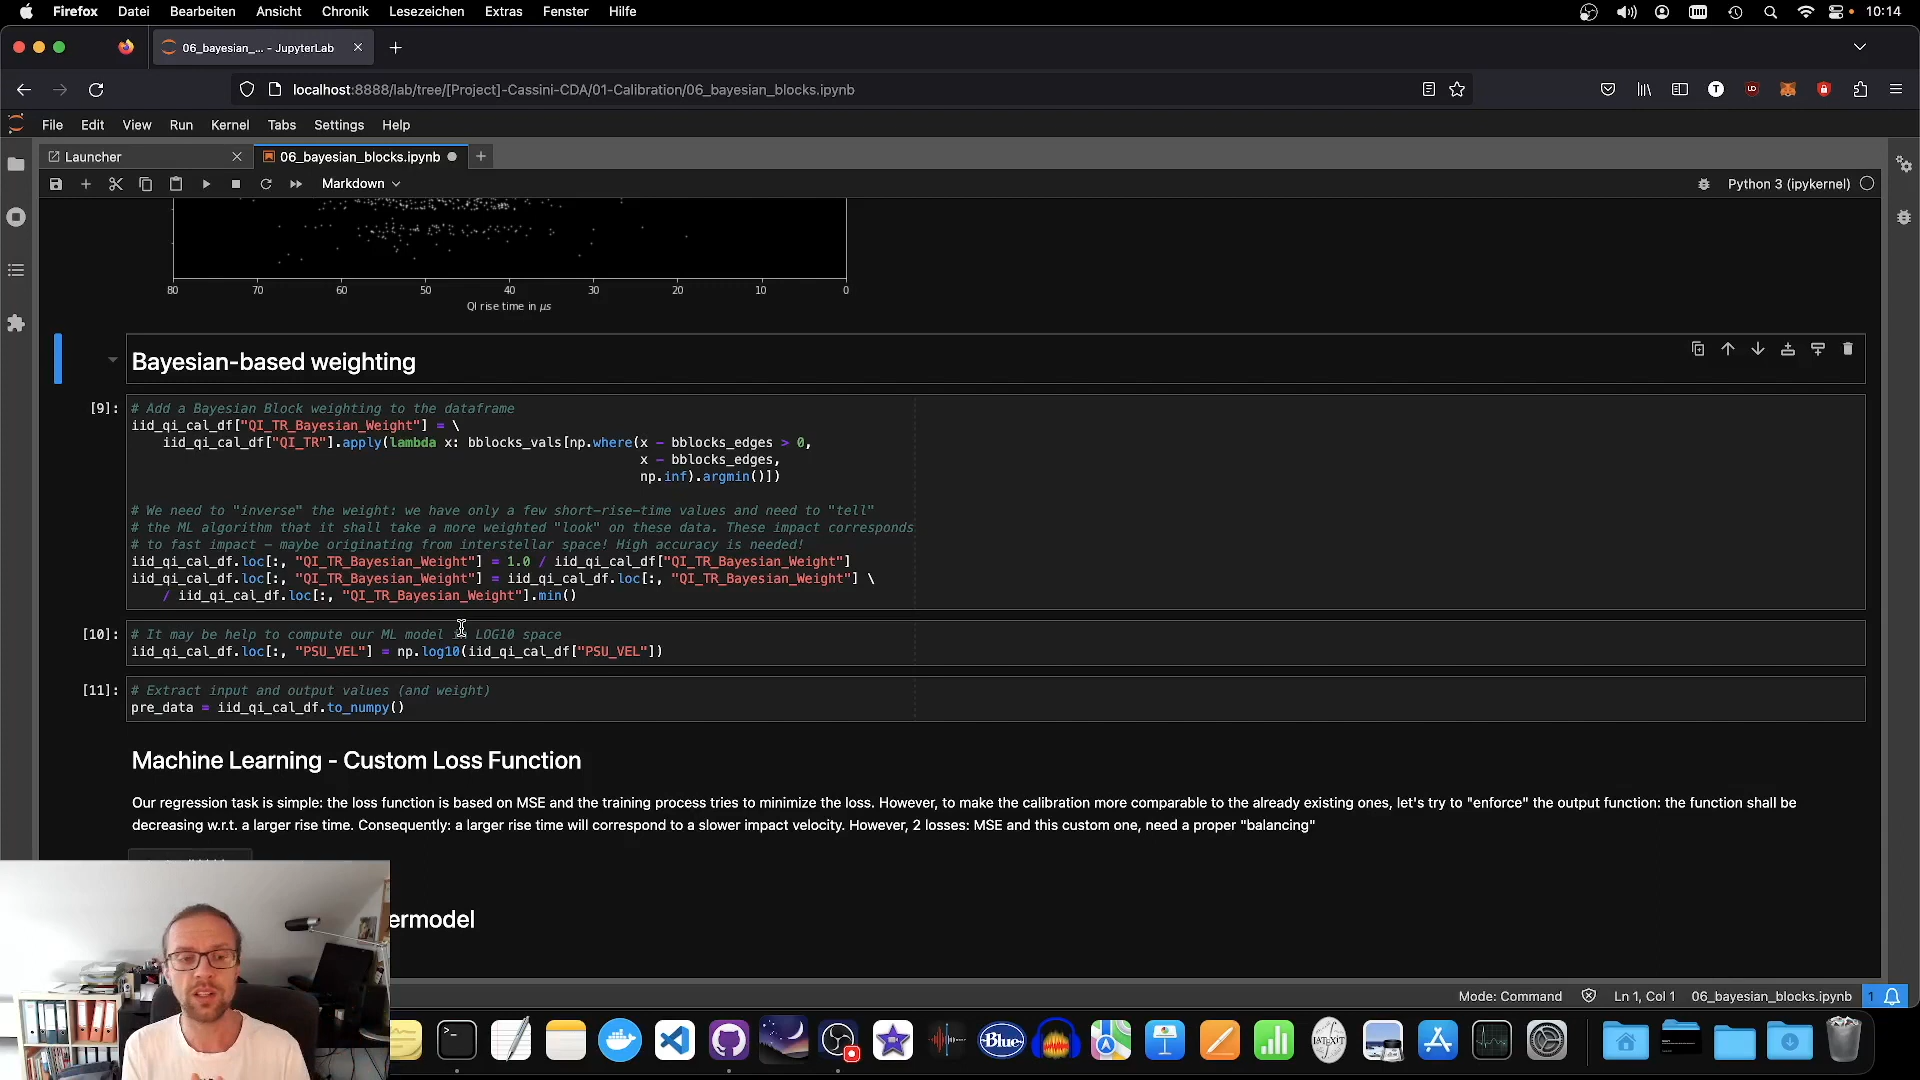 Firefox Datei Bearbeiten Ansicht Chronik Lesezeichen Extras Fenster Hilfe 10:14
06_bayesian_... - JupyterLab
localhost:8888/lab/tree/[Project]-Cassini-CDA/01-Calibration/06_bayesian_blocks.ipynb
File Edit View Run Kernel Tabs Settings Help
Launcher 06_bayesian_blocks.ipynb
Markdown Python 3 (ipykernel)
80 70 60 50 40 30 20 10 0
QI rise time in μs
Bayesian-based weighting
[9]: # Add a Bayesian Block weighting to the dataframe
iid_qi_cal_df["QI_TR_Bayesian_Weight"] = \
iid_qi_cal_df["QI_TR"].apply(lambda x: bblocks_vals[np.where(x - bblocks_edges > 0,
x - bblocks_edges,
np.inf).argmin()])
# We need to "inverse" the weight: we have only a few short-rise-time values and need to "tell"
# the ML algorithm that it shall take a more weighted "look" on these data. These impact corresponds
# to fast impact - maybe originating from interstellar space! High accuracy is needed!
iid_qi_cal_df.loc[:, "QI_TR_Bayesian_Weight"] = 1.0 / iid_qi_cal_df["QI_TR_Bayesian_Weight"]
iid_qi_cal_df.loc[:, "QI_TR_Bayesian_Weight"] = iid_qi_cal_df.loc[:, "QI_TR_Bayesian_Weight"] \
/ iid_qi_cal_df.loc[:, "QI_TR_Bayesian_Weight"].min()
[10]: # It may be help to compute our ML model in LOG10 space
iid_qi_cal_df.loc[:, "PSU_VEL"] = np.log10(iid_qi_cal_df["PSU_VEL"])
[11]: # Extract input and output values (and weight)
pre_data = iid_qi_cal_df.to_numpy()
Machine Learning - Custom Loss Function
Our regression task is simple: the loss function is based on MSE and the training process tries to minimize the loss. However, to make the calibration more comparable to the already existing ones, let's try to "enforce" the output function: the function shall be
decreasing w.r.t. a larger rise time. Consequently: a larger rise time will correspond to a slower impact velocity. However, 2 losses: MSE and this custom one, need a proper "balancing"
ermodel
Mode: Command Ln 1, Col 1 06_bayesian_blocks.ipynb 1
Blue
LATEXiT